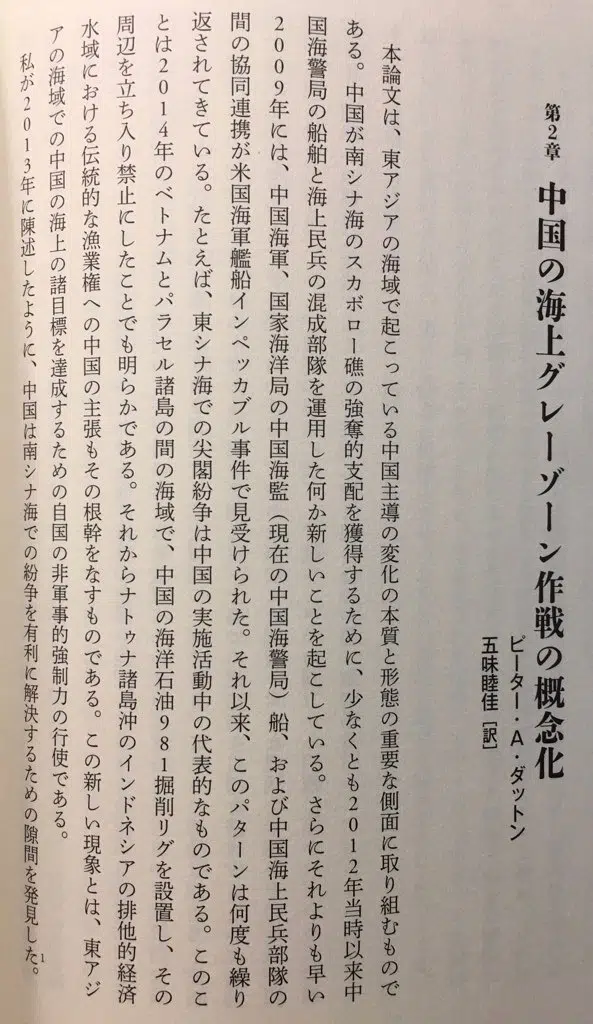 第2章 中国の海上グレーゾーン作戦の概念化
ピーター・A・ダットン
五味睦佳[訳]
本論文は、東アジアの海域で起こっている中国主導の変化の本質と形態の重要な側面に取り組むもので
ある。中国が南シナ海のスカボロー礁の強奪的支配を獲得するために、少なくとも2012年当時以来中
国海警局の船舶と海上民兵の混成部隊を運用した何か新しいことを起こしている。さらにそれよりも早い
2009年には、中国海軍、国家海洋局の中国海監(現在の中国海警局)船、および中国海上民兵部隊の
間の協同連携が米国海軍艦船インペッカブル事件で見受けられた。それ以来、このパターンは何度も繰り
返されてきている。たとえば、東シナ海での尖閣紛争は中国の実施活動中の代表的なものである。このこ
とは2014年のベトナムとパラセル諸島の間の海域で、中国の海洋石油981掘削リグを設置し、その
周辺を立ち入り禁止にしたことでも明らかである。それからナトゥナ諸島沖のインドネシアの排他的経済
水域における伝統的な漁業権への中国の主張もその根幹をなすものである。この新しい現象とは、東アジ
アの海域での中国の海上の諸目標を達成するための自国の非軍事的強制力の行使である。
私が2013年に陳述したように、中国は南シナ海での紛争を有利に解決するための隙間を発見した。1